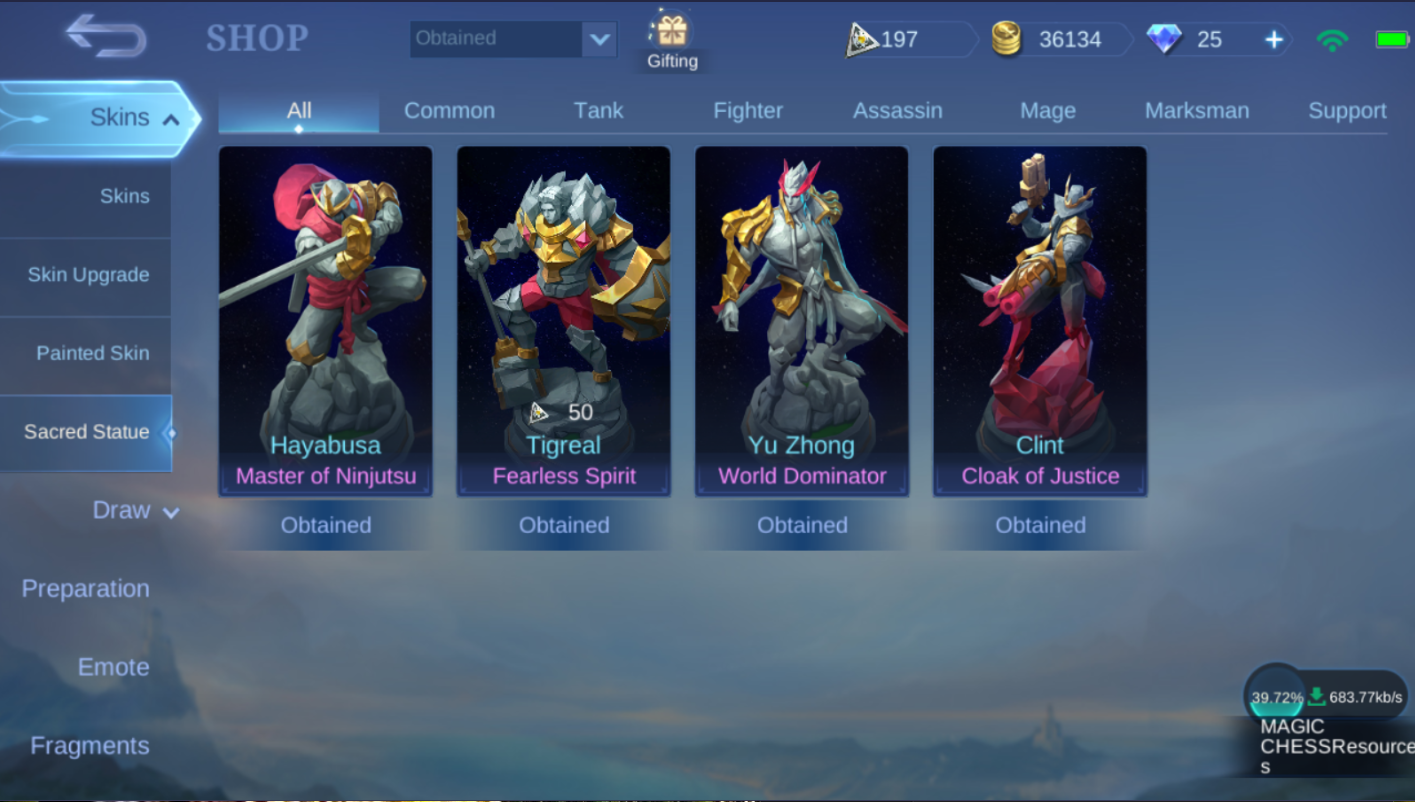 SHOP
Obtained
Gifting
197
36134
25
Skins
All
Common
Tank
Fighter
Assassin
Mage
Marksman
Support
Skins
Skin Upgrade
Painted Skin
Sacred Statue
Draw
Preparation
Emote
Fragments
Hayabusa
Master of Ninjutsu
Obtained
50
Tigreal
Fearless Spirit
Obtained
Yu Zhong
World Dominator
Obtained
Clint
Cloak of Justice
Obtained
39.72% 683.77kb/s
MAGIC
CHESSResource
s